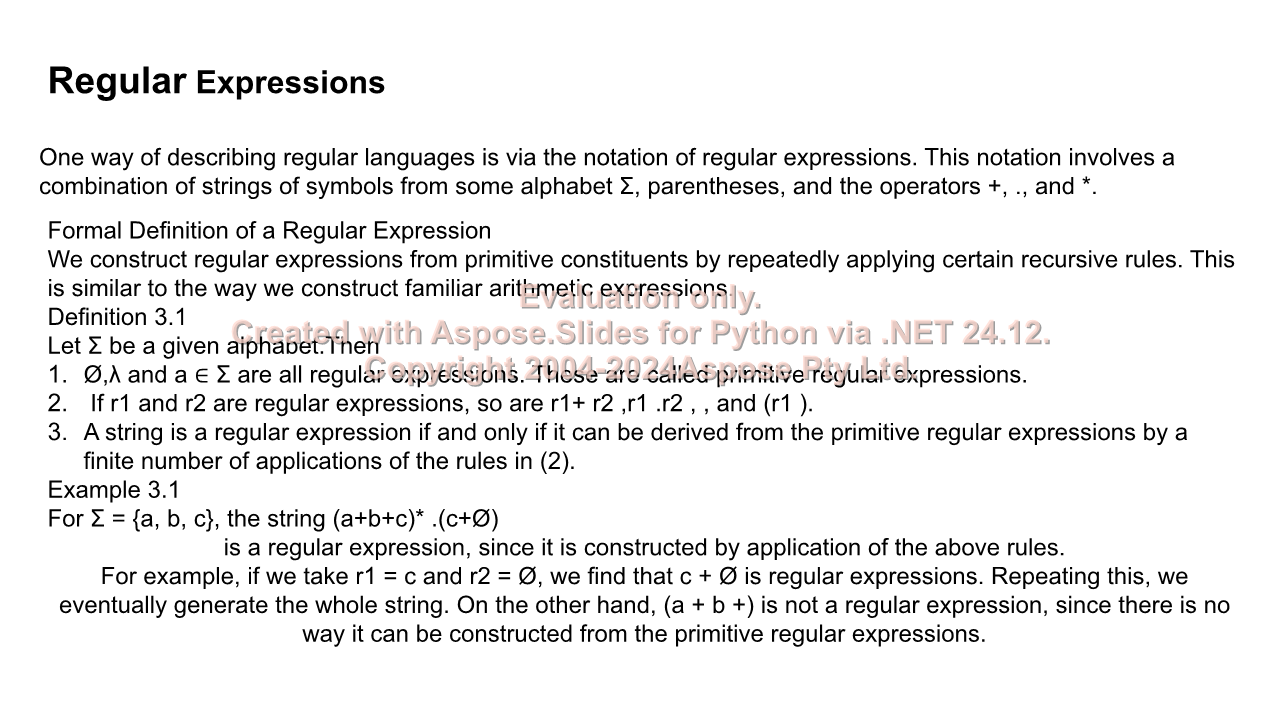 Regular Expressions
One way of describing regular languages is via the notation of regular expressions. This notation involves a
combination of strings of symbols from some alphabet Σ, parentheses, and the operators +, ., and *.
Formal Definition of a Regular Expression
We construct regular expressions from primitive constituents by repeatedly applying certain recursive rules. This
is similar to the way we construct familiar arithmetic expressions.
Evaluation only.
Definition 3.1
Created with Aspose.Slides for Python via .NET 24.12.
Let Σ be a given alphabet.Then
Copyright 2004-2024Aspose Pty Ltd.
1. Ø,λ and a ∈ Σ are all regular expressions. These are called primitive regular expressions.
2. If r1 and r2 are regular expressions, so are r1+ r2 ,r1 .r2 , , and (r1 ).
3. A string is a regular expression if and only if it can be derived from the primitive regular expressions by a
finite number of applications of the rules in (2).
Example 3.1
For Σ = {a, b, c}, the string (a+b+c)* .(c+Ø)
is a regular expression, since it is constructed by application of the above rules.
For example, if we take r1 = c and r2 = Ø, we find that c + Ø is regular expressions. Repeating this, we
eventually generate the whole string. On the other hand, (a + b +) is not a regular expression, since there is no
way it can be constructed from the primitive regular expressions.